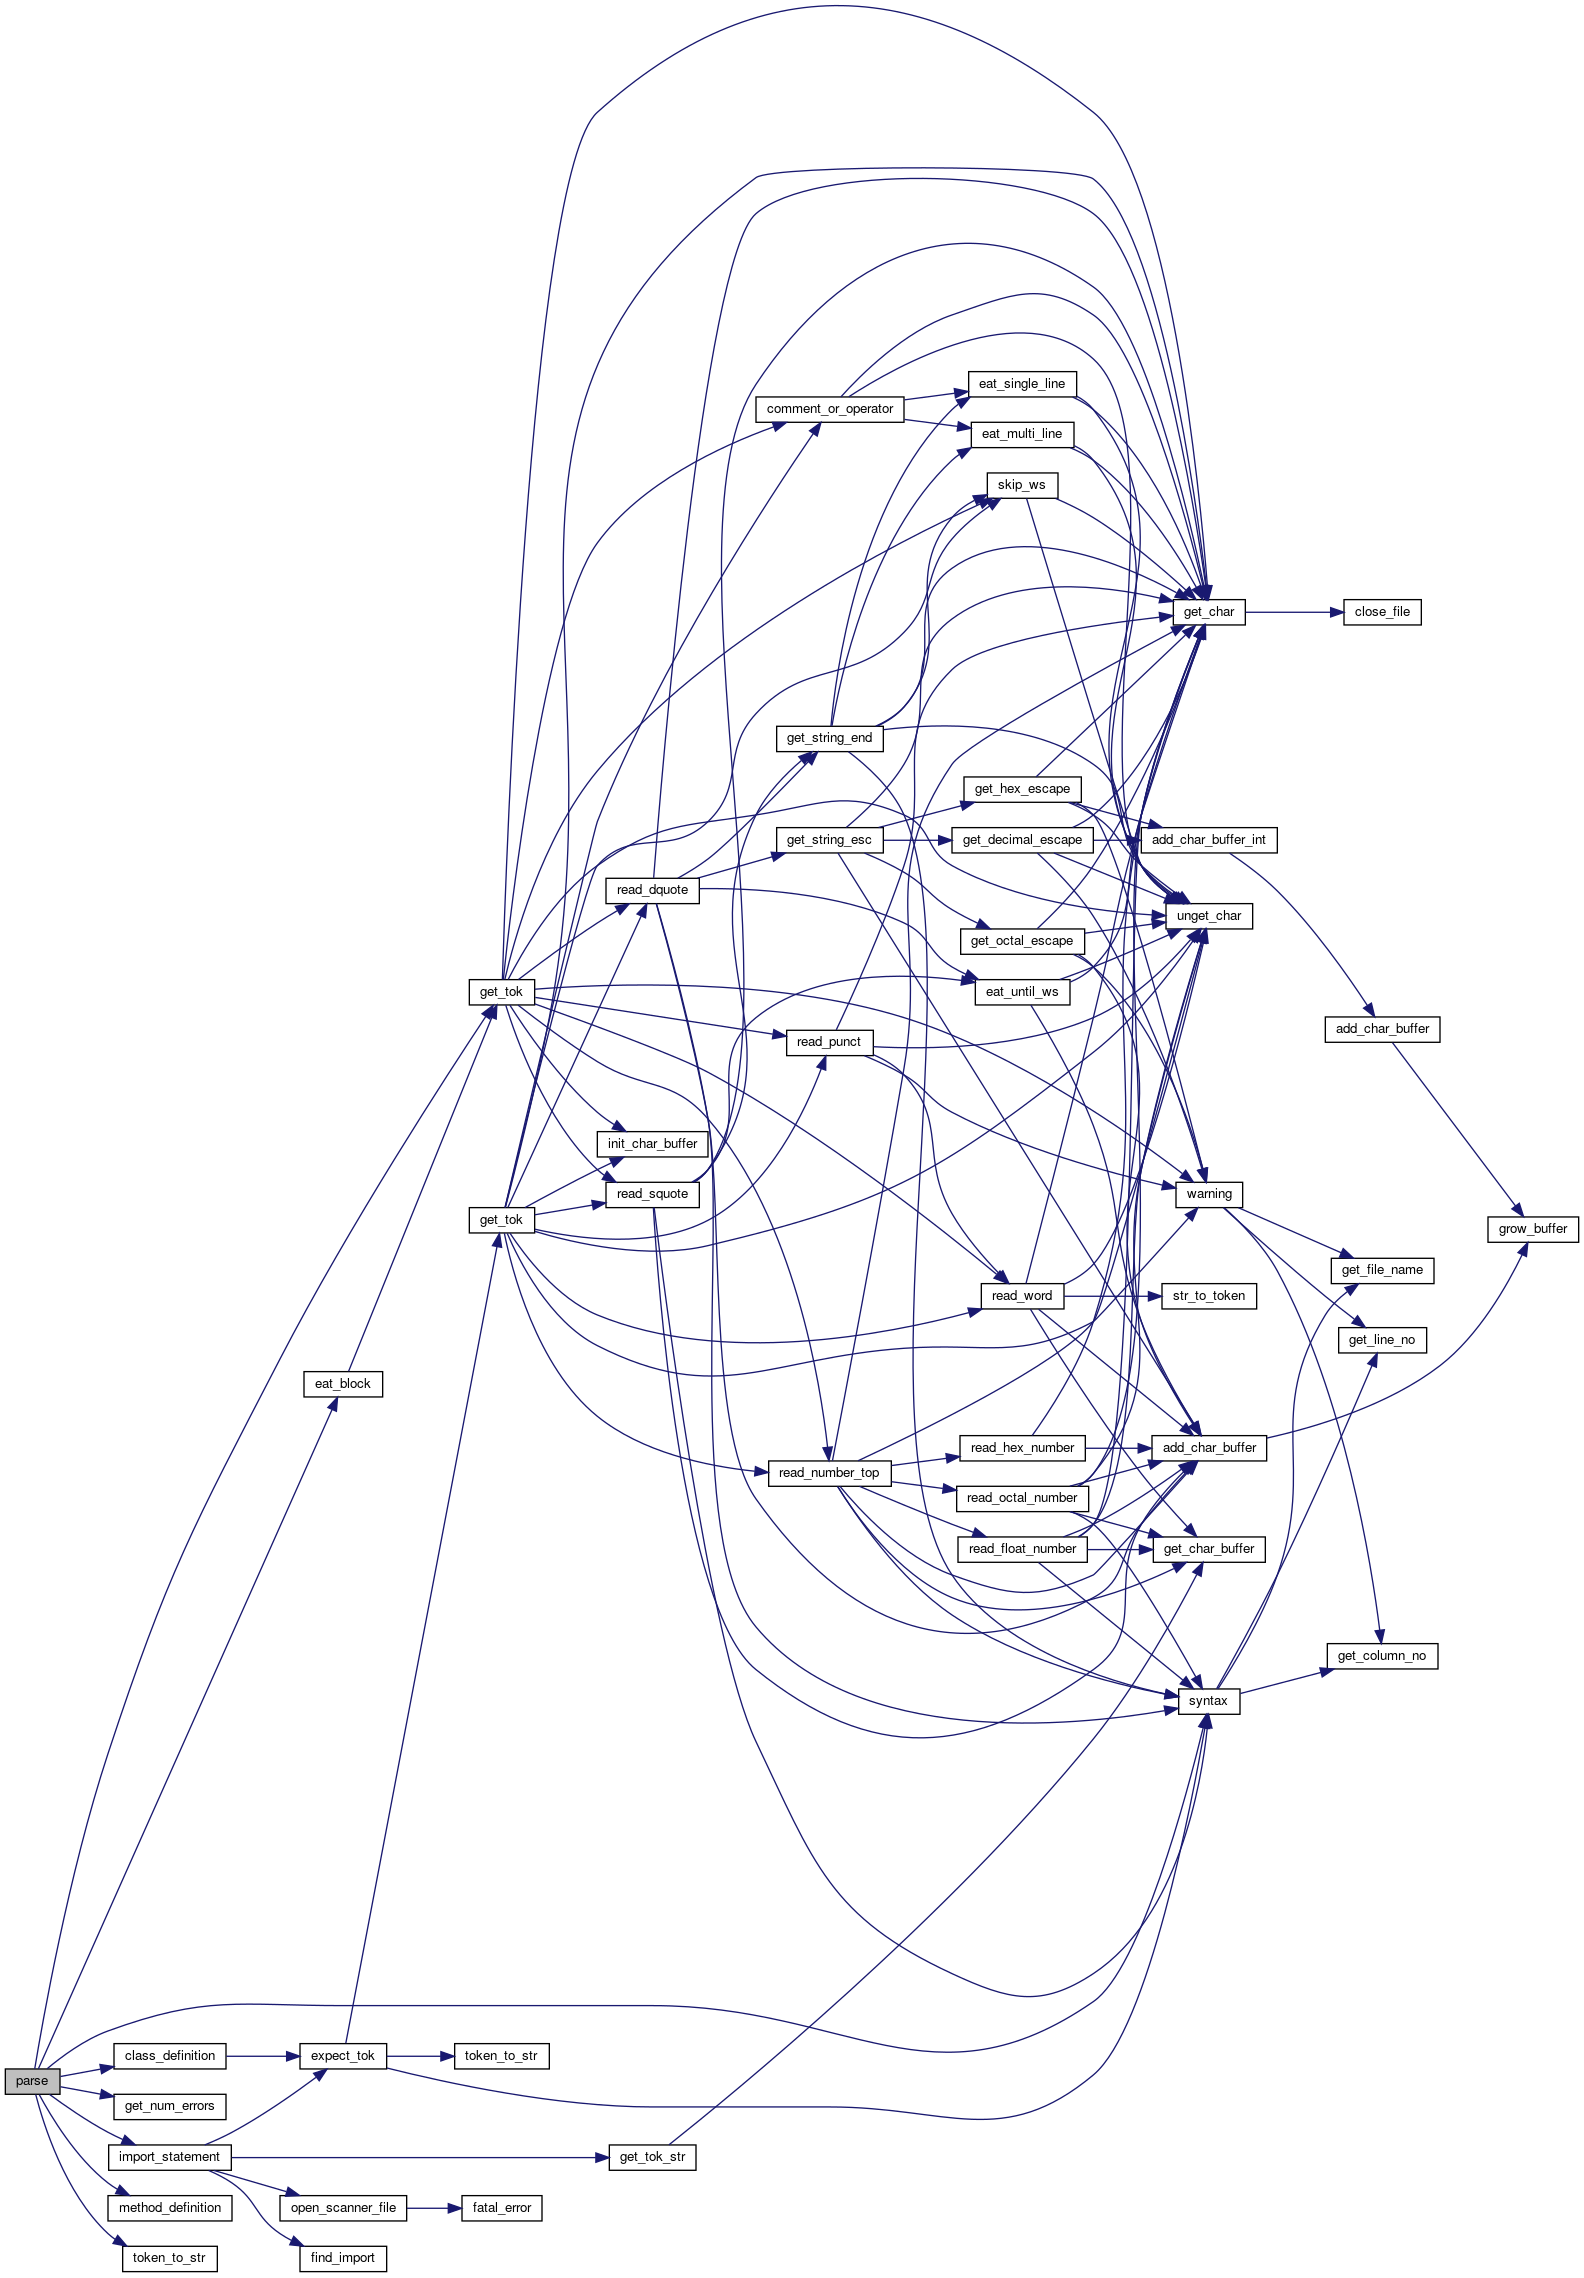 eat_single_line
comment_or_operator
eat_multi_line
skip_ws
get_char
close_file
get_string_end
get_hex_escape
get_string_esc
get_decimal_escape
add_char_buffer_int
read_dquote
unget_char
get_octal_escape
get_tok
eat_until_ws
add_char_buffer
read_punct
init_char_buffer
read_squote
warning
get_tok
grow_buffer
get_file_name
read_word
str_to_token
get_line_no
eat_block
read_hex_number
add_char_buffer
read_number_top
read_octal_number
read_float_number
get_char_buffer
get_column_no
syntax
class_definition
expect_tok
token_to_str
parse
get_num_errors
import_statement
get_tok_str
method_definition
open_scanner_file
fatal_error
token_to_str
find_import